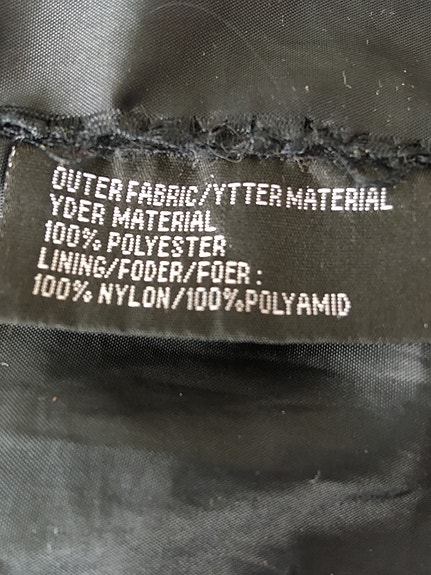 OUTER FABRIC/YTTER MATERIAL
YDER MATERIAL
100% POLYESTER
LINING/FODER/FOER:
100% NYLON/100%POLYAMID